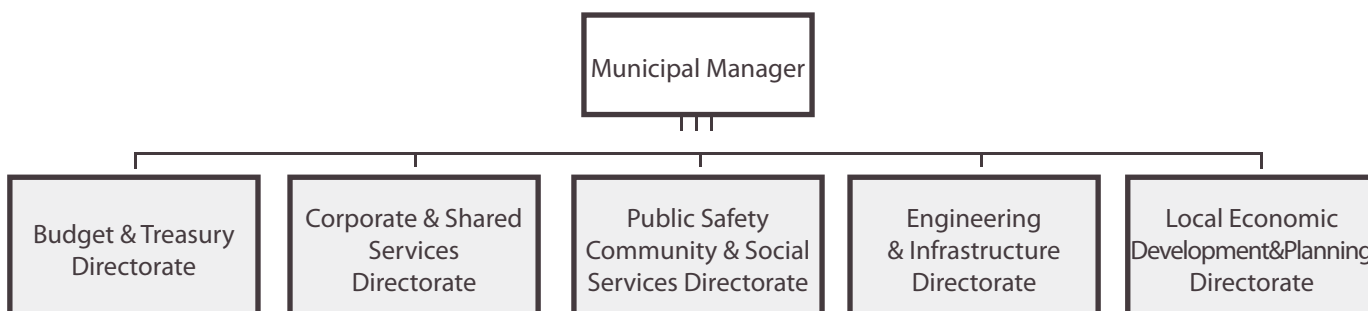 Municipal Manager
Budget & Treasury
Directorate
Corporate & Shared
Services
Directorate
Public Safety
Community & Social
Services Directorate
Engineering
& Infrastructure
Directorate
Local Economic
Development&Planning
Directorate